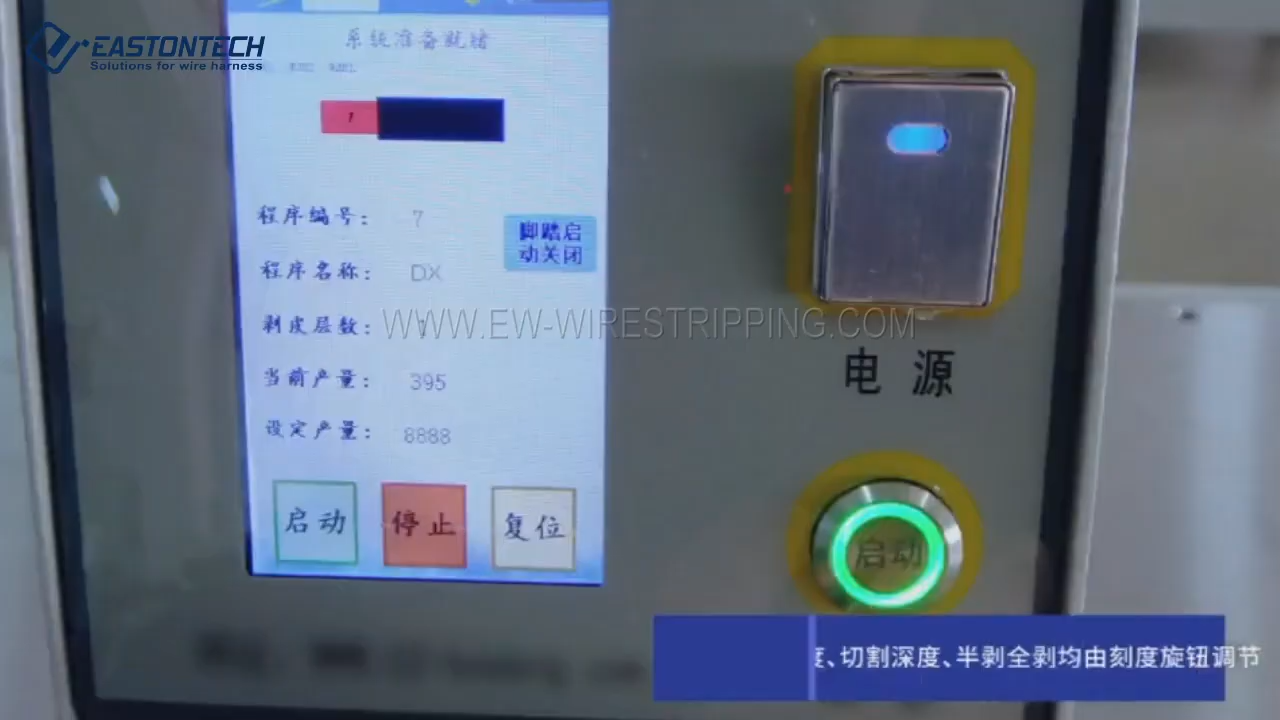 EASTONTECH
Solutions for wire harness
系统准备就绪
1
程序编号： 7
脚踏启
动关闭
程序名称： DX
剥皮层数： 1
WWW.EW-WIRESTRIPPING.COM
当前产量： 395
设定产量： 8888
启动
停止
复位
电源
启动
、切割深度、半剥全剥均由刻度旋钮调节